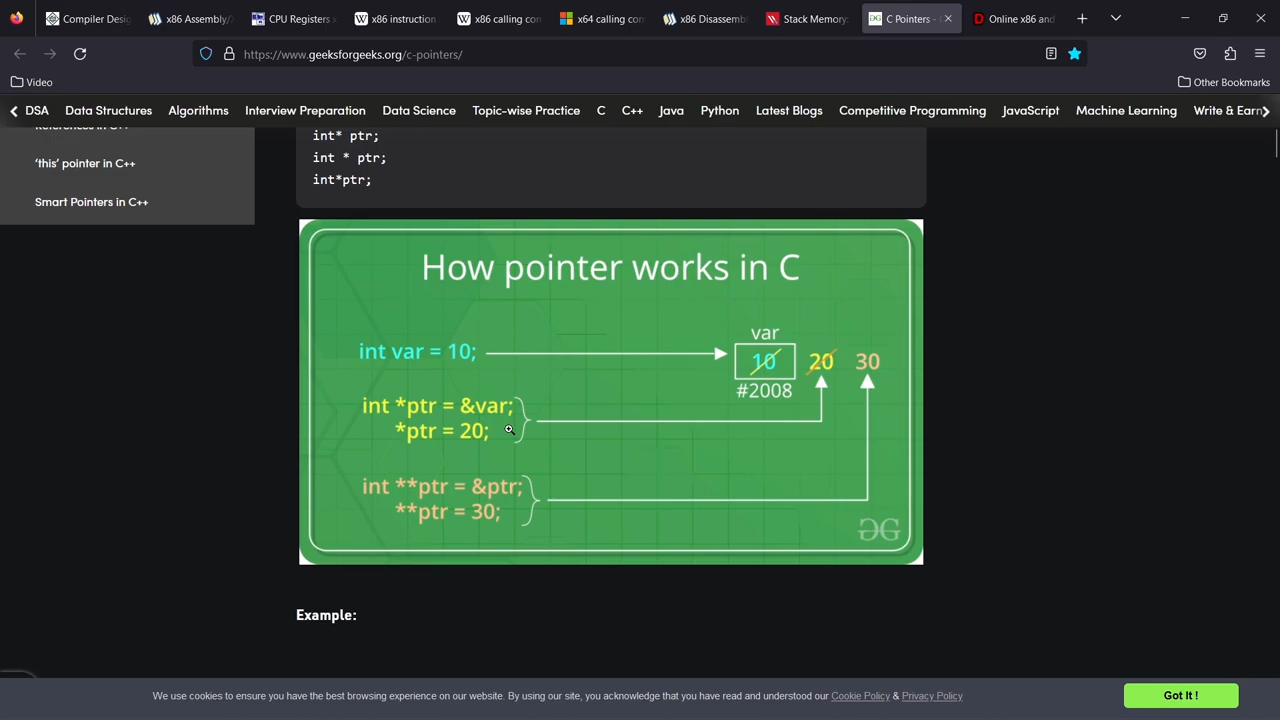 Compiler Desig
x86 Assembly/
CPU Registers x
x86 instruction
x86 calling con
x64 calling con
x86 Disassemb
Stack Memory:
C Pointers - G
Online x86 and
https://www.geeksforgeeks.org/c-pointers/
Video
Other Bookmarks
DSA
Data Structures
Algorithms
Interview Preparation
Data Science
Topic-wise Practice
C
C++
Java
Python
Latest Blogs
Competitive Programming
JavaScript
Machine Learning
Write & Earn
References in C++
'this' pointer in C++
Smart Pointers in C++
int* ptr;
int * ptr;
int*ptr;
How pointer works in C
var
int var = 10;
10 20 30
#2008
int *ptr = &var;
*ptr = 20;
int **ptr = &ptr;
**ptr = 30;
Example:
We use cookies to ensure you have the best browsing experience on our website. By using our site, you acknowledge that you have read and understood our Cookie Policy & Privacy Policy
Got It !